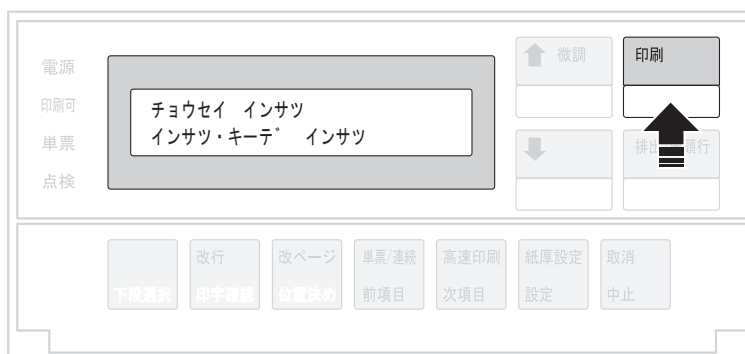 電源
印刷可
単票
点検
チョウセイ インサツ
インサツ・キーデ インサツ
微調
印刷
排出 頭行
改行
改ページ
単票/連続
高速印刷
紙厚設定
取消
下段選択
印字確認
位置決め
前項目
次項目
設定
中止